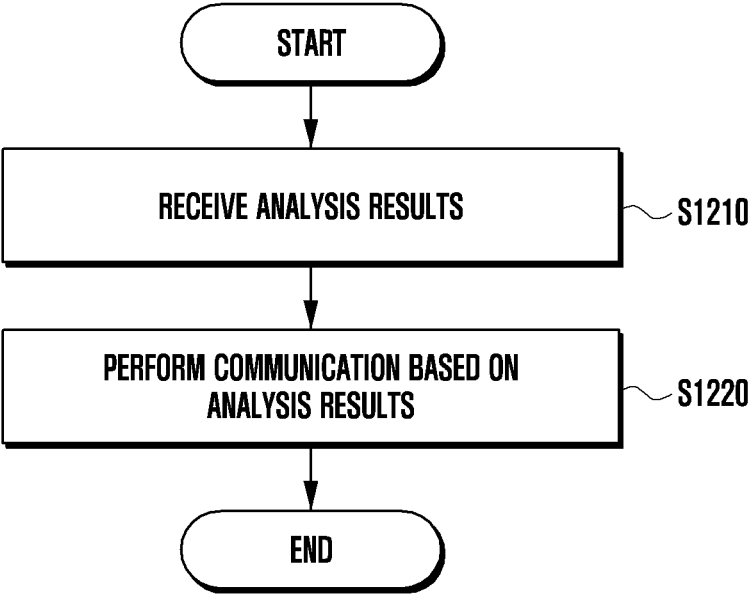 START
RECEIVE ANALYSIS RESULTS
S1210
PERFORM COMMUNICATION BASED ON
ANALYSIS RESULTS
S1220
END